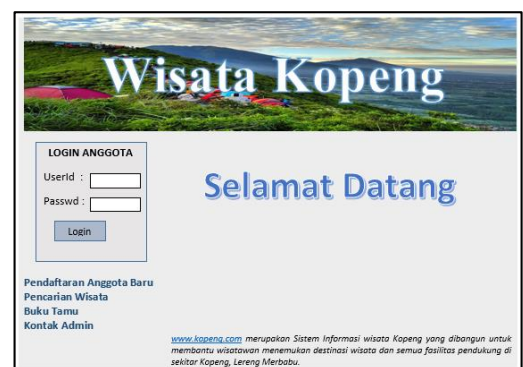 Wisata Kopeng
LOGIN ANGGOTA
UserId :
Passwd :
Login
Selamat Datang
Pendaftaran Anggota Baru
Pencarian Wisata
Buku Tamu
Kontak Admin
www.kopeng.com merupakan Sistem Informasi wisata Kopeng yang dibangun untuk
membantu wisatawan menemukan destinasi wisata dan semua fasilitas pendukung di
sekitar Kopeng, Lereng Merbabu.